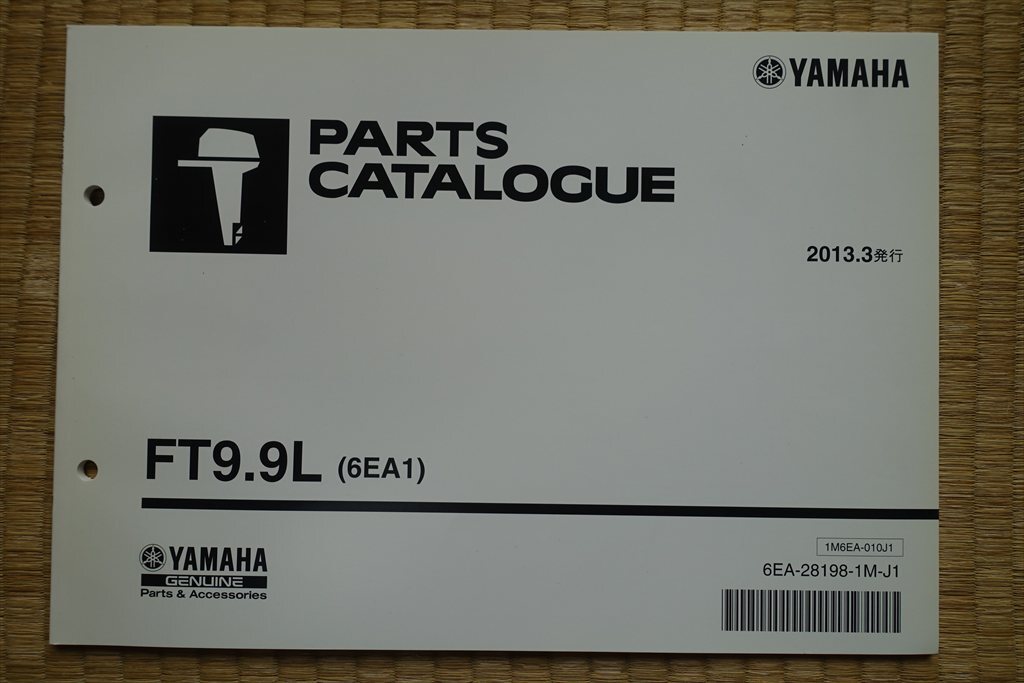 YAMAHA
PARTS
CATALOGUE
2013.3発行
FT9.9L (6EA1)
YAMAHA
GENUINE
Parts & Accessories
1M6EA-010J1
6EA-28198-1M-J1